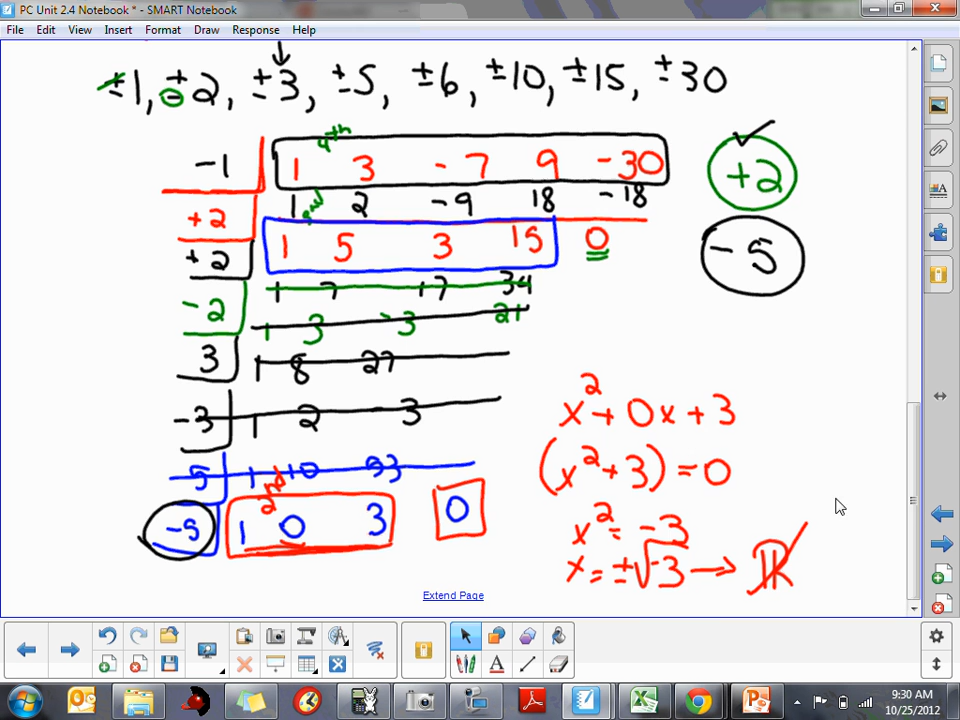 PC Unit 2.4 Notebook * - SMART Notebook
File Edit View Insert Format Draw Response Help
±1, ±2, ±3, ±5, ±6, ±10, ±15, ±30
4th
-1 1 3 -7 9 -30
+2
+2 1 2 -9 18 -18
+2 1 5 3 15 0
-5
-2 1 7 17 34
1 3 -3 21
3 1 8 27
-3 1 2 -3
x² + 0x + 3
5 1 10 53
(x² + 3) = 0
2nd
-5 1 0 3 0
x² = -3
x = ±√-3 → ℝ
Extend Page
9:30 AM
10/25/2012